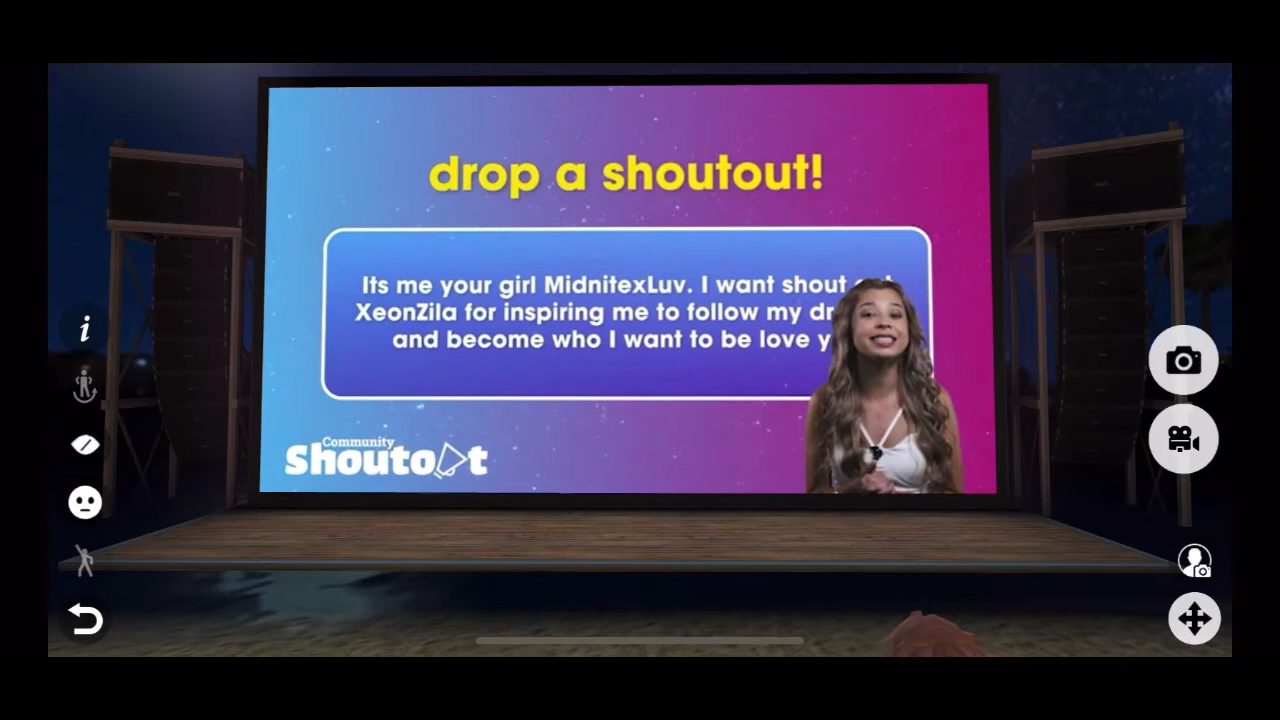 drop a shoutout!
Its me your girl MidnitexLuv. I want shout
XeonZila for inspiring me to follow my
and become who I want to be love
Community
shoutout
i